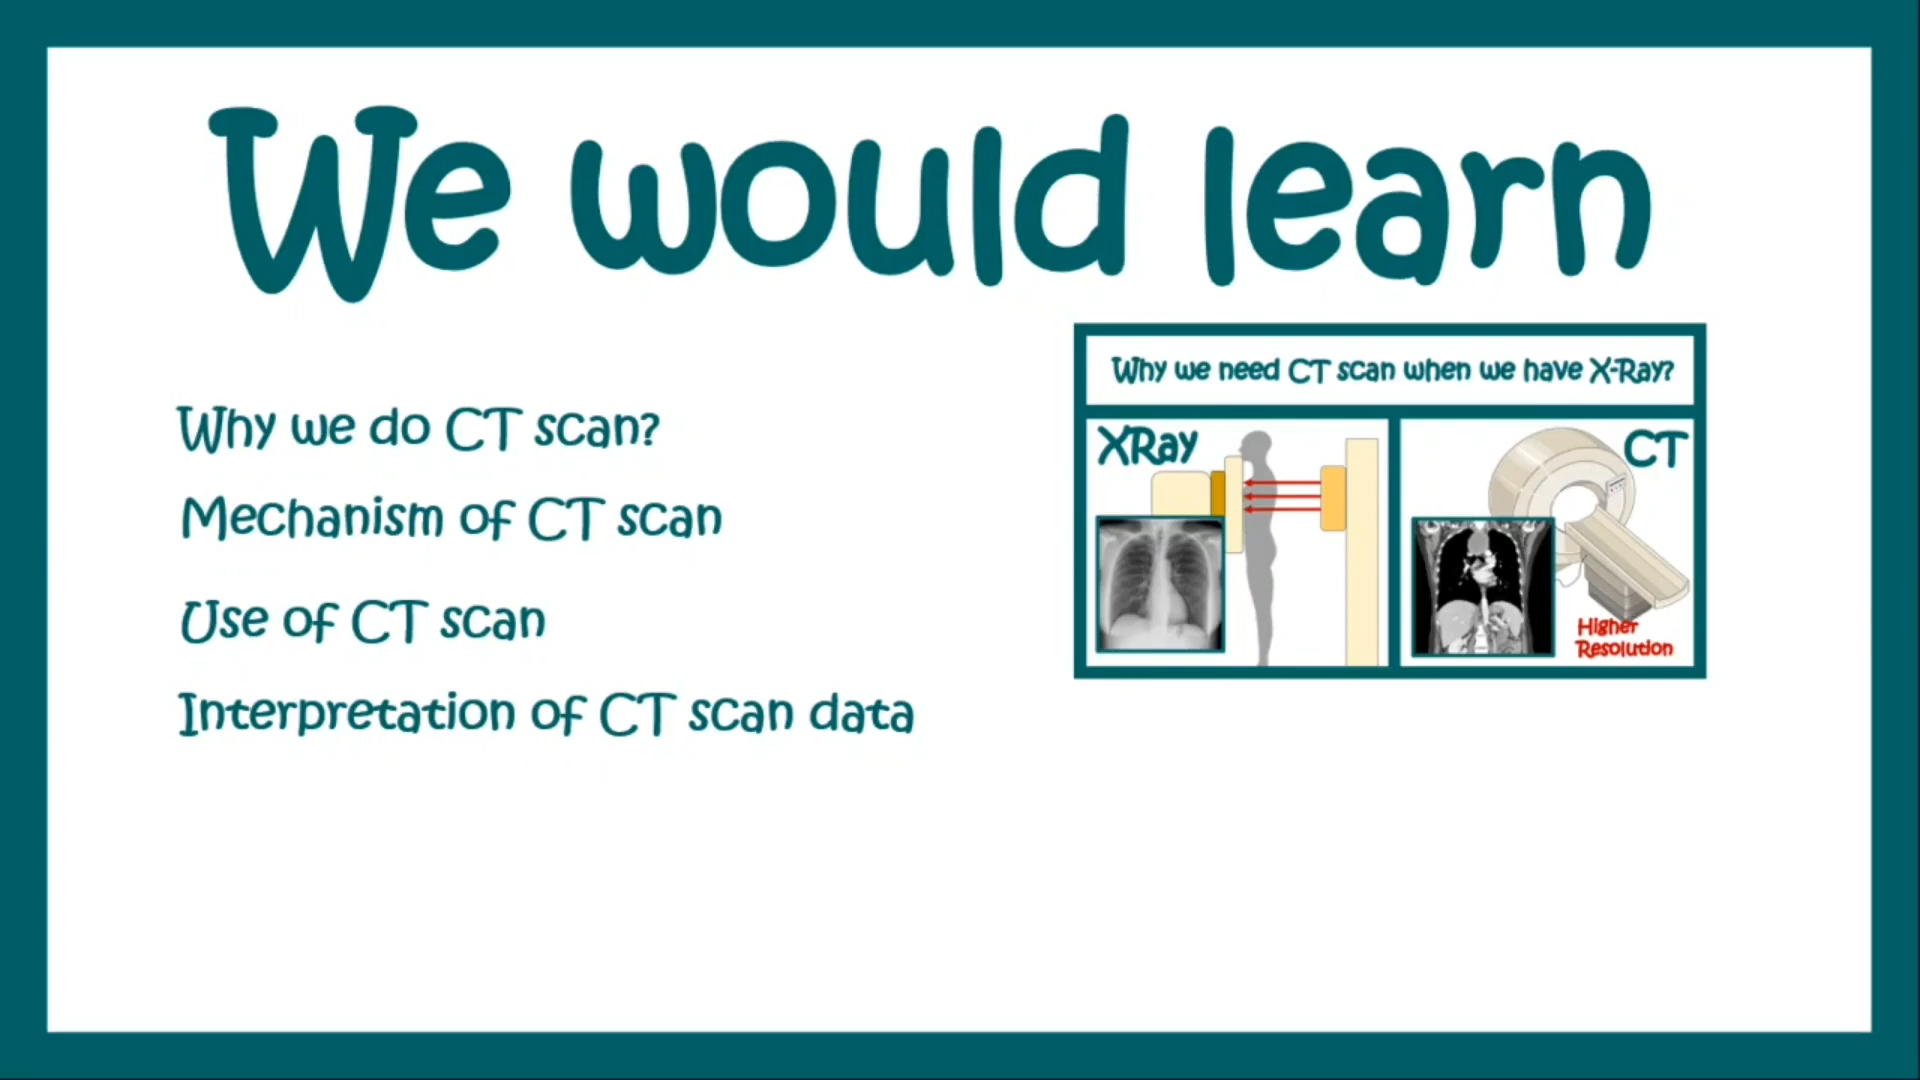 We would learn
Why we do CT scan?
Mechanism of CT scan
Use of CT scan
Interpretation of CT scan data
Why we need CT scan when we have X-Ray?
XRay
CT
Higher
Resolution